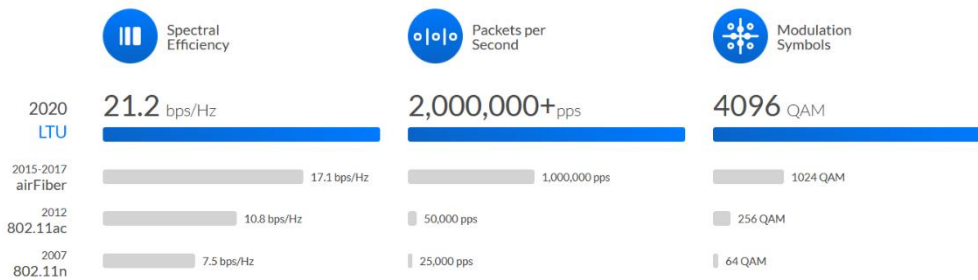 Spectral
Efficiency
Packets per
Second
Modulation
Symbols
2020
LTU
21.2 bps/Hz
2,000,000+pps
4096 QAM
2015-2017
airFiber
17.1 bps/Hz
1,000,000 pps
1024 QAM
2012
802.11ac
10.8 bps/Hz
50,000 pps
256 QAM
2007
802.11n
7.5 bps/Hz
25,000 pps
64 QAM